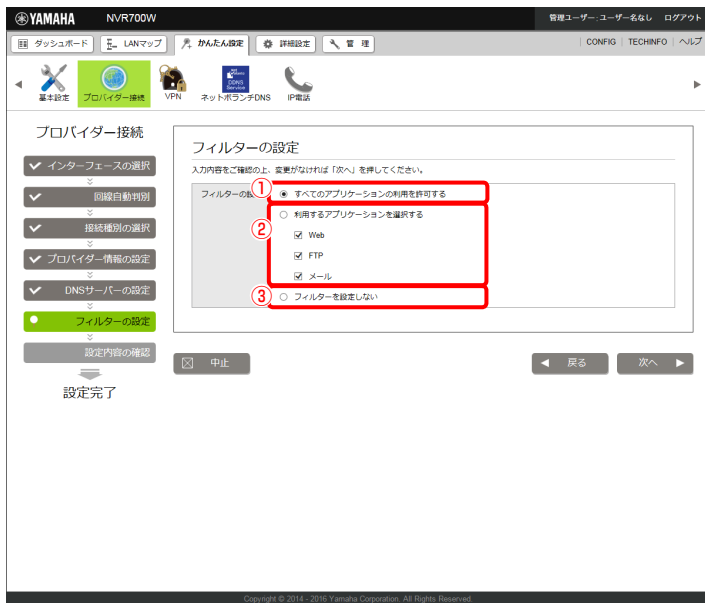 YAMAHA NVR700W 管理ユーザー:ユーザー名なし ログアウト
ダッシュボード LANマップ かんたん設定 詳細設定 管 理 CONFIG TECHINFO ヘルプ
基本設定 プロバイダー接続 VPN ネットボランチDNS IP電話
DDNS
Service
プロバイダー接続
インターフェースの選択
回線自動判別
接続種別の選択
プロバイダー情報の設定
DNSサーバーの設定
フィルターの設定
設定内容の確認
設定完了
フィルターの設定
入力内容をご確認の上、変更がなければ「次へ」を押してください。
フィルターの設
① すべてのアプリケーションの利用を許可する
② 利用するアプリケーションを選択する
Web
FTP
メール
③ フィルターを設定しない
中止 戻る 次へ
Copyright © 2014 - 2016 Yamaha Corporation. All Rights Reserved.